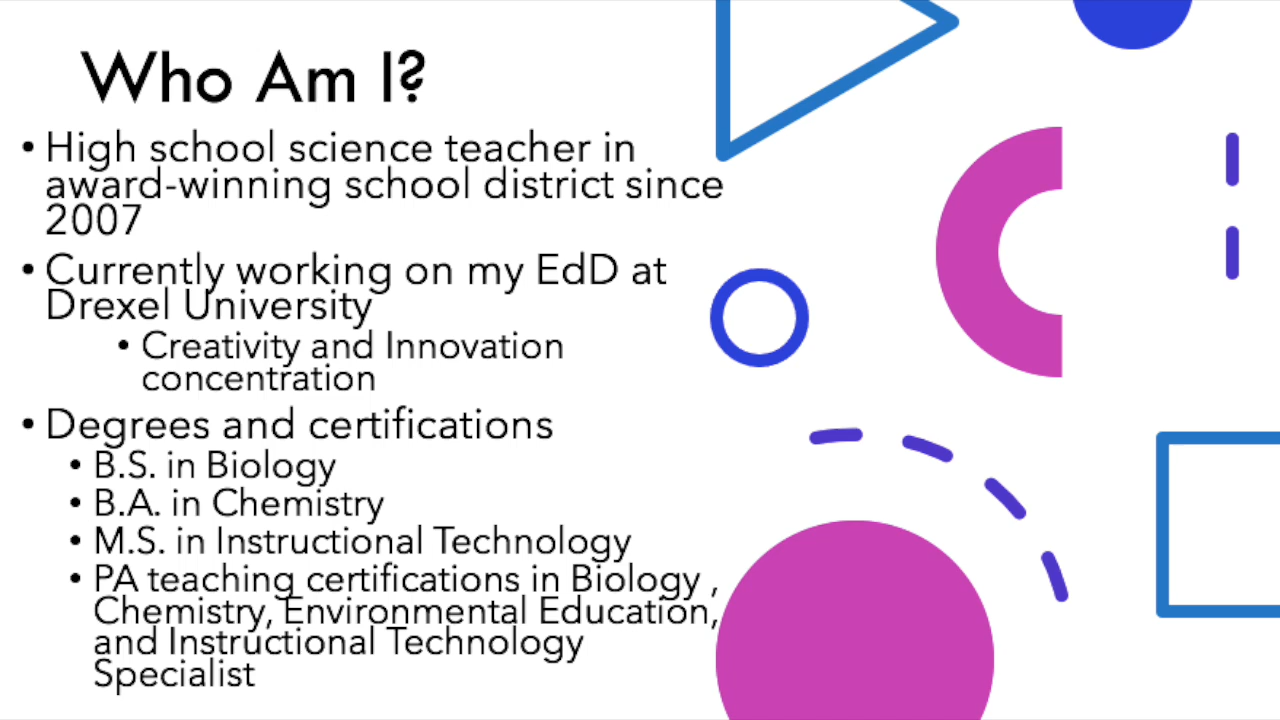 Who Am I?
• High school science teacher in
award-winning school district since
2007
• Currently working on my EdD at
Drexel University
• Creativity and Innovation
concentration
• Degrees and certifications
• B.S. in Biology
• B.A. in Chemistry
• M.S. in Instructional Technology
• PA teaching certifications in Biology ,
Chemistry, Environmental Education,
and Instructional Technology
Specialist